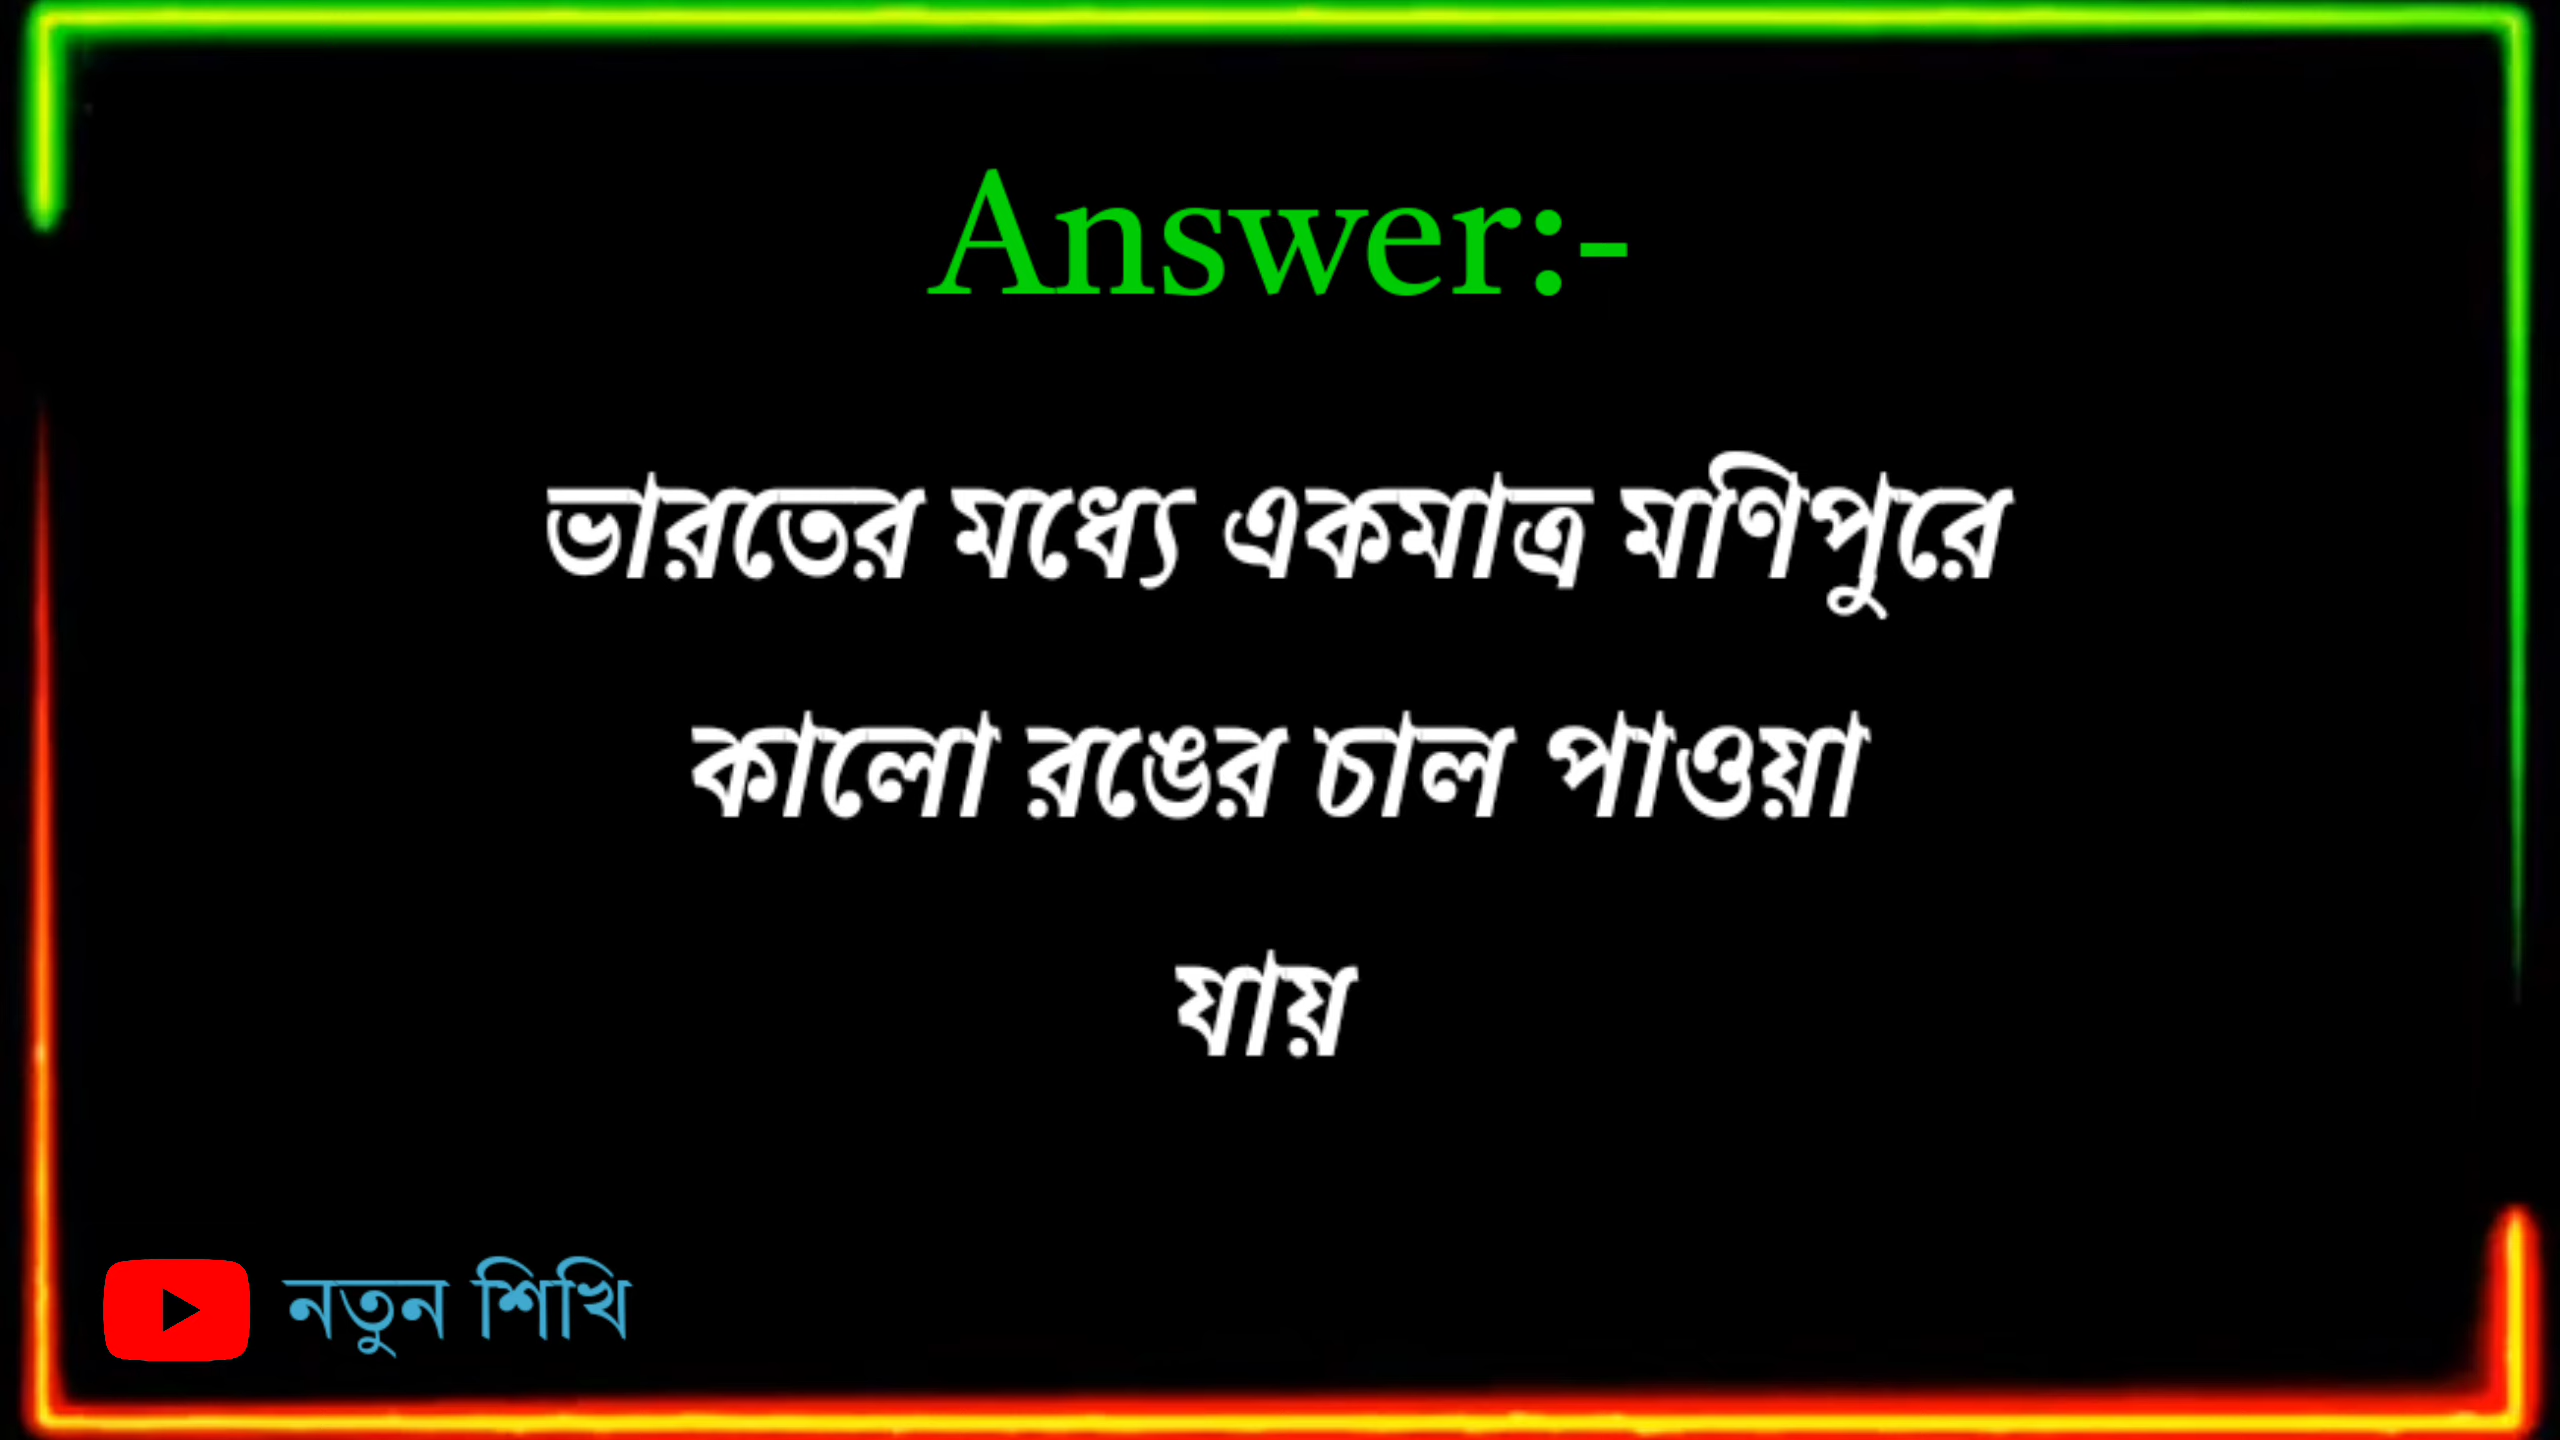 Answer:-
ভারতের মধ্যে একমাত্র মণিপুরে
কালো রঙের চাল পাওয়া
যায়
নতুন শিখি